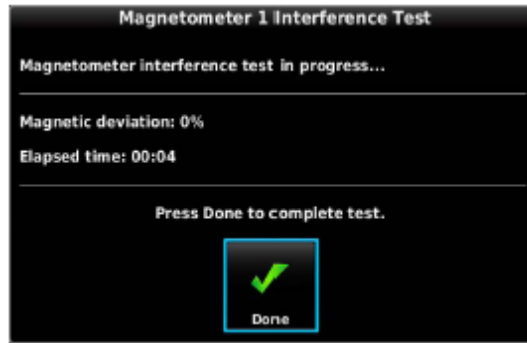 Magnetometer 1 Interference Test
Magnetometer interference test in progress...
Magnetic deviation: 0%
Elapsed time: 00:04
Press Done to complete test.
Done